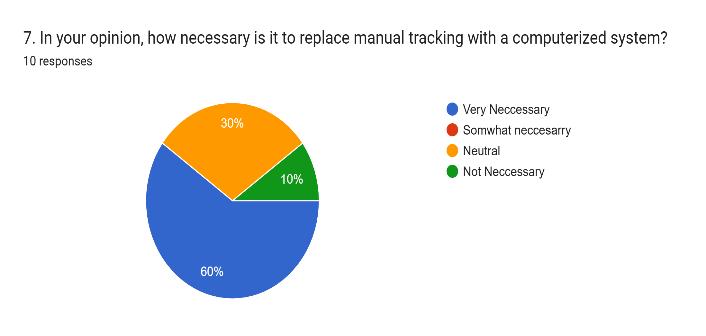 7. In your opinion, how necessary is it to replace manual tracking with a computerized system?
10 responses
30%
10%
60%
Very Neccessary
Somwhat neccesarry
Neutral
Not Neccessary